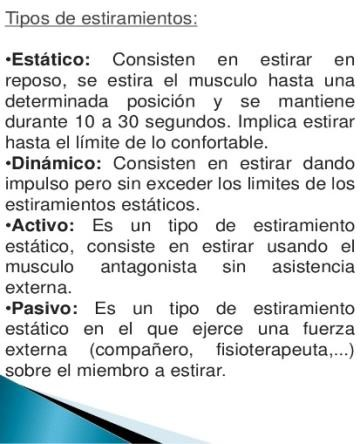 Tipos de estiramientos:
•Estático: Consisten en estirar en
reposo, se estira el musculo hasta una
determinada posición y se mantiene
durante 10 a 30 segundos. Implica estirar
hasta el límite de lo confortable.
•Dinámico: Consisten en estirar dando
impulso pero sin exceder los limites de los
estiramientos estáticos.
•Activo: Es un tipo de estiramiento
estático, consiste en estirar usando el
musculo antagonista sin asistencia
externa.
•Pasivo: Es un tipo de estiramiento
estático en el que ejerce una fuerza
externa (compañero, fisioterapeuta,...)
sobre el miembro a estirar.